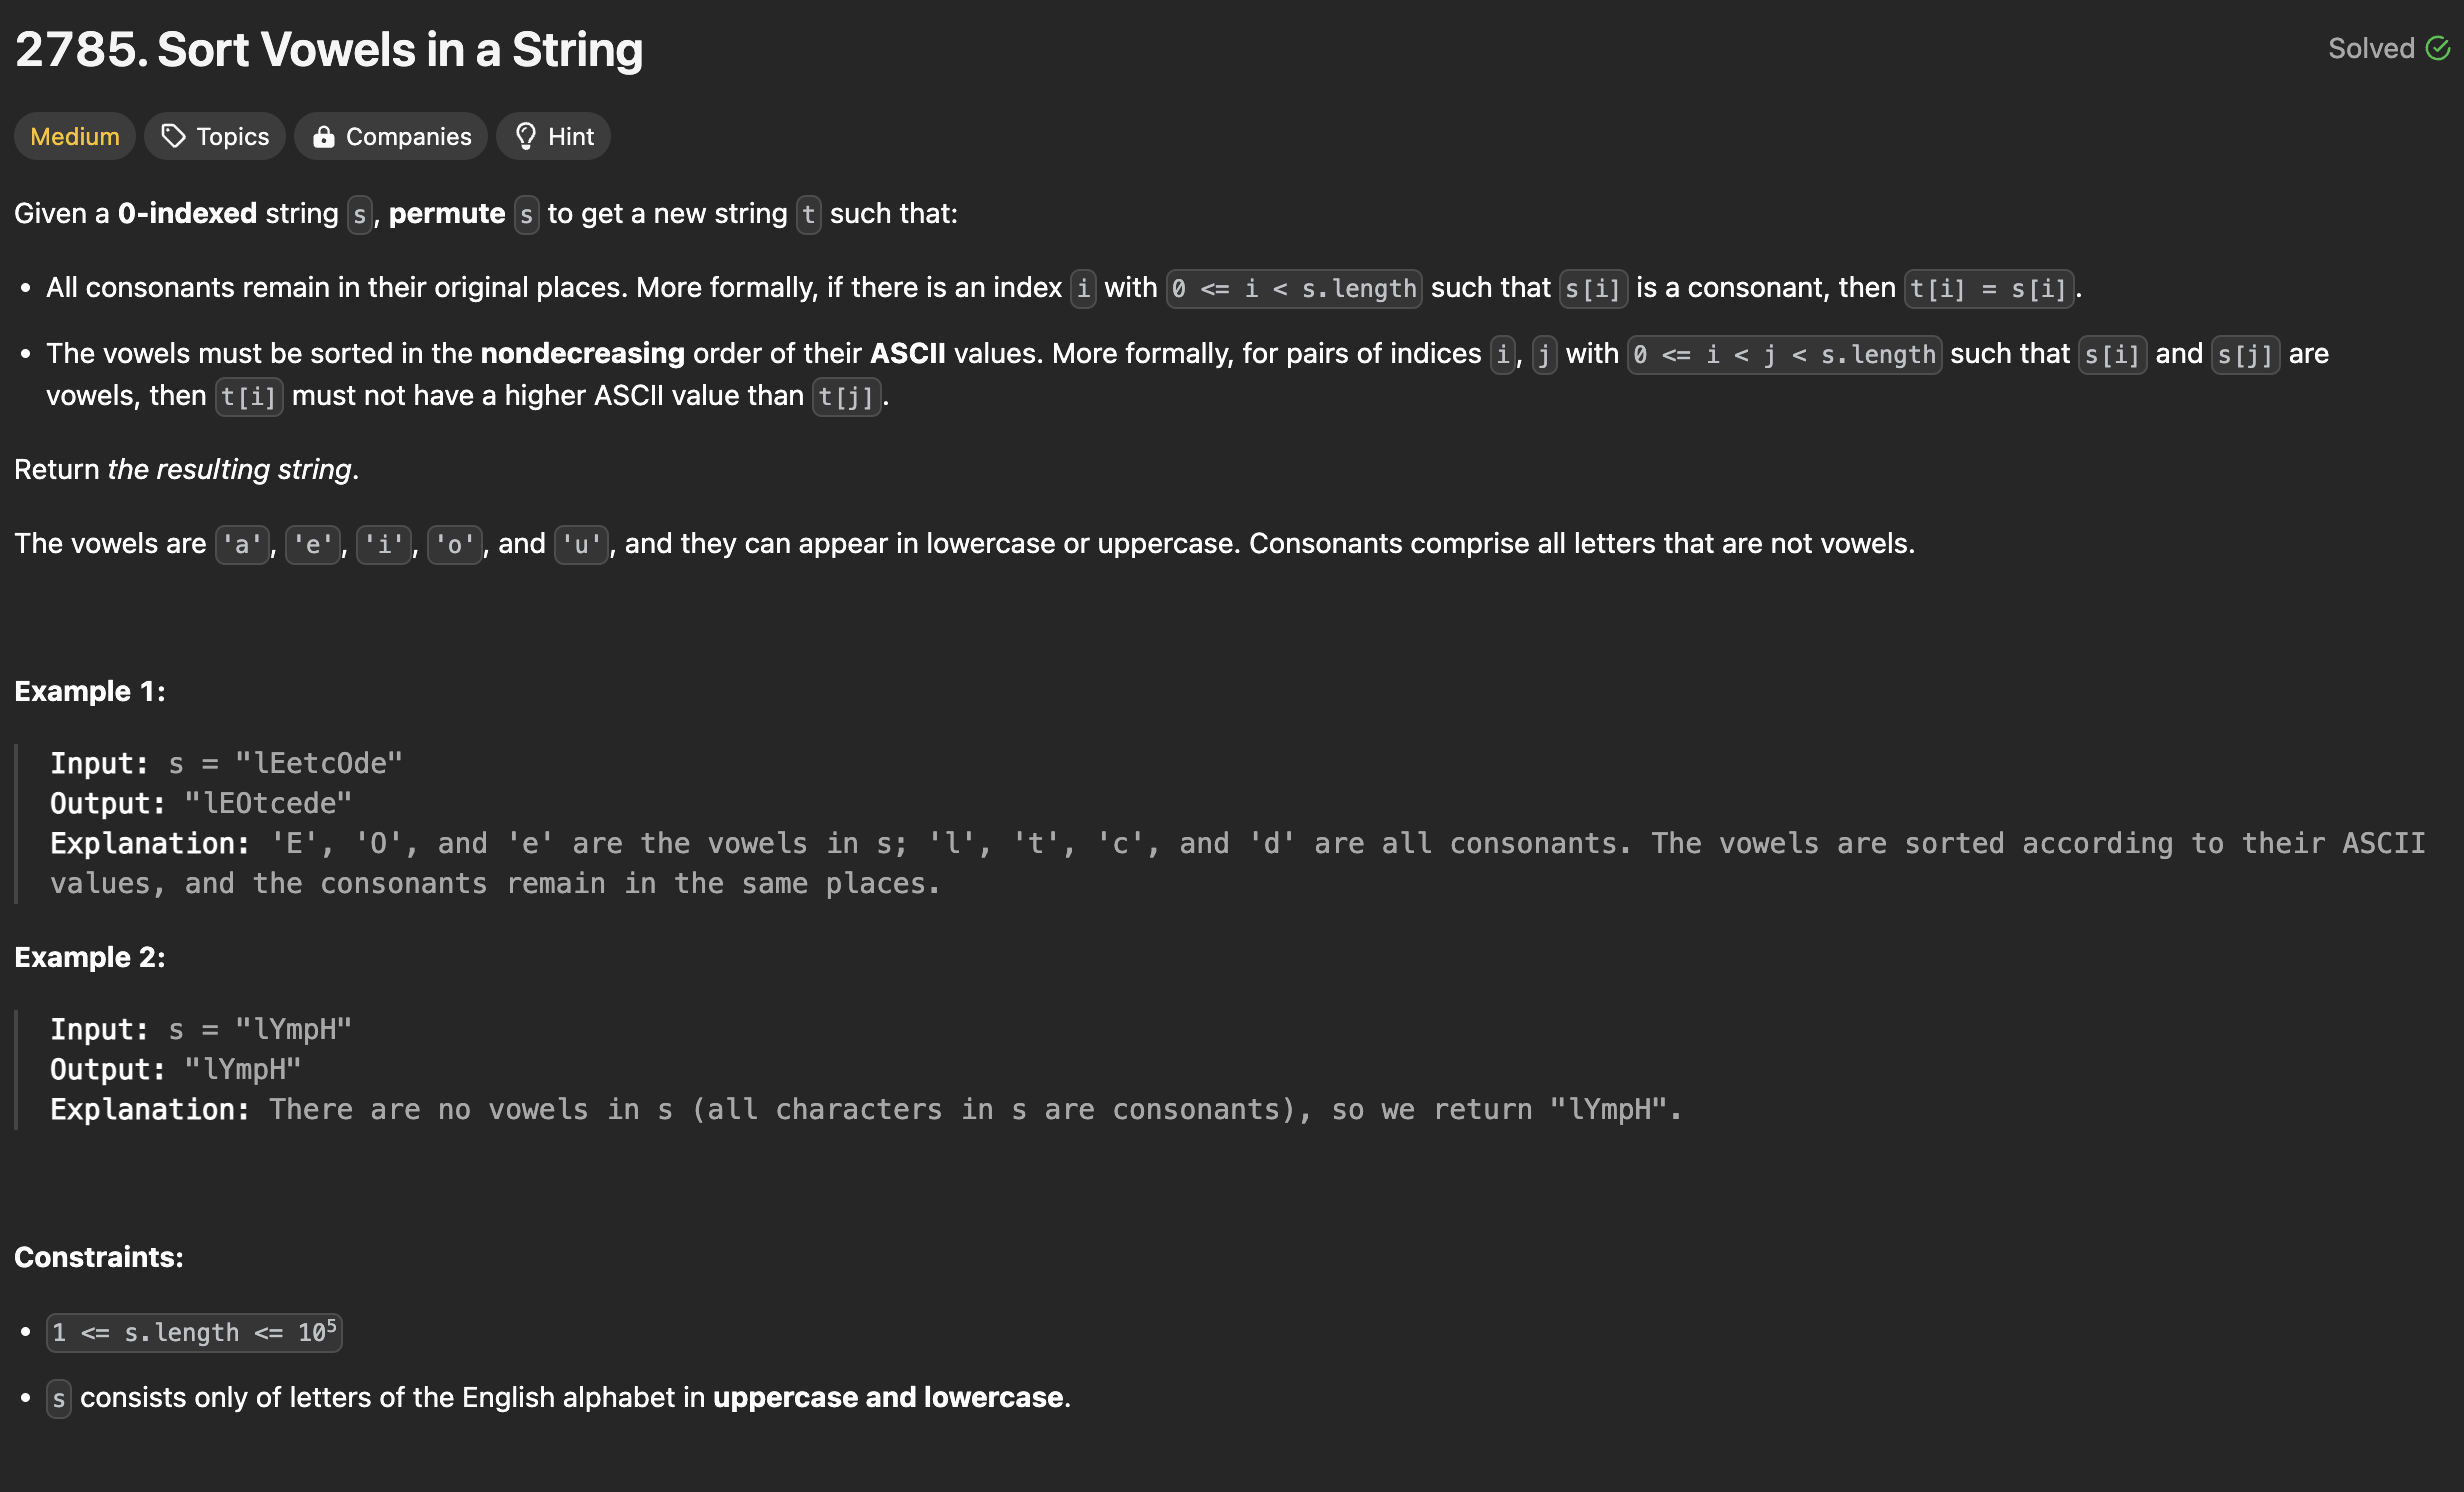 2785. Sort Vowels in a String
Solved
Medium Topics Companies Hint
Given a 0-indexed string s, permute s to get a new string t such that:
• All consonants remain in their original places. More formally, if there is an index i with 0 <= i < s.length such that s[i] is a consonant, then t[i] = s[i].
• The vowels must be sorted in the nondecreasing order of their ASCII values. More formally, for pairs of indices i, j with 0 <= i < j < s.length such that s[i] and s[j] are
vowels, then t[i] must not have a higher ASCII value than t[j].
Return the resulting string.
The vowels are 'a', 'e', 'i', 'o', and 'u', and they can appear in lowercase or uppercase. Consonants comprise all letters that are not vowels.
Example 1:
Input: s = "lEetcOde"
Output: "lEOtcede"
Explanation: 'E', 'O', and 'e' are the vowels in s; 'l', 't', 'c', and 'd' are all consonants. The vowels are sorted according to their ASCII
values, and the consonants remain in the same places.
Example 2:
Input: s = "lYmpH"
Output: "lYmpH"
Explanation: There are no vowels in s (all characters in s are consonants), so we return "lYmpH".
Constraints:
• 1 <= s.length <= 10⁵
• s consists only of letters of the English alphabet in uppercase and lowercase.